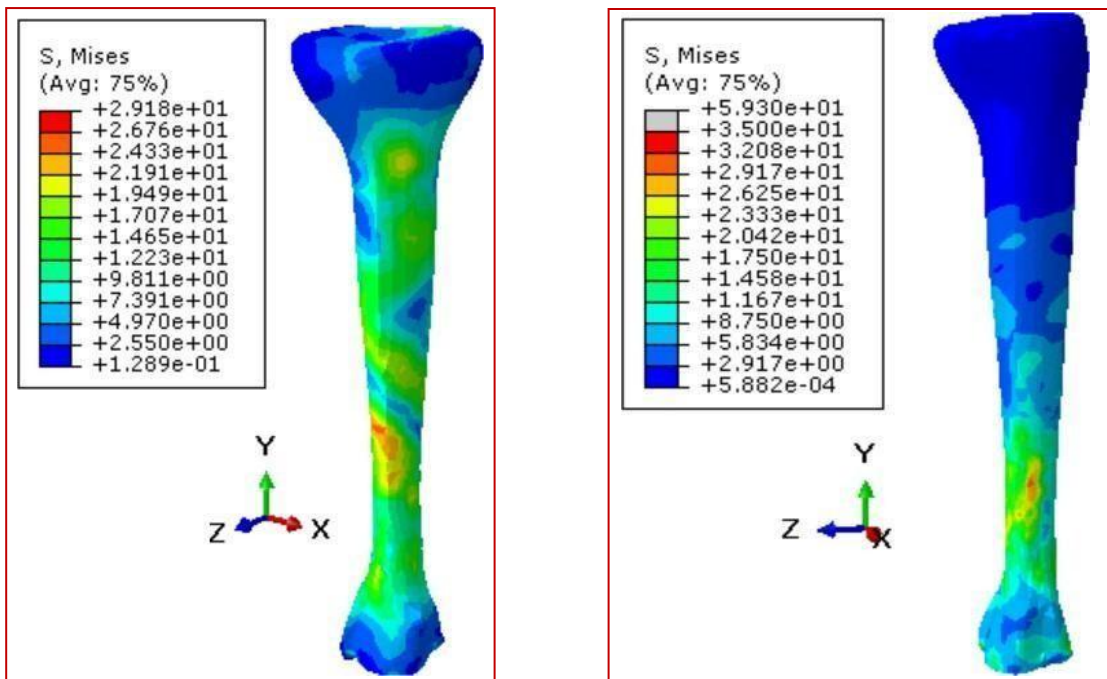 S, Mises
(Avg: 75%)
+2.918e+01
+2.676e+01
+2.433e+01
+2.191e+01
+1.949e+01
+1.707e+01
+1.465e+01
+1.223e+01
+9.811e+00
+7.391e+00
+4.970e+00
+2.550e+00
+1.289e-01
Y
Z
X
S, Mises
(Avg: 75%)
+5.930e+01
+3.500e+01
+3.208e+01
+2.917e+01
+2.625e+01
+2.333e+01
+2.042e+01
+1.750e+01
+1.458e+01
+1.167e+01
+8.750e+00
+5.834e+00
+2.917e+00
+5.882e-04
Y
Z
X